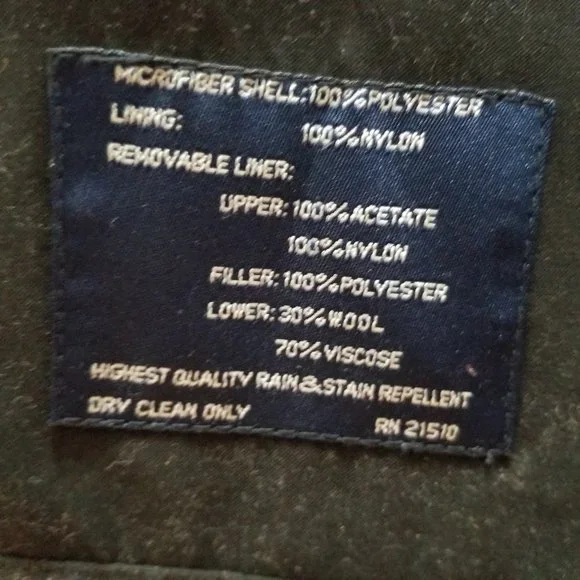 MICROFIBER SHELL:100%POLYESTER
LINING: 100%NYLON
REMOVABLE LINER:
UPPER:100%ACETATE
100%NYLON
FILLER:100%POLYESTER
LOWER:30%WOOL
70%VISCOSE
HIGHEST QUALITY RAIN&STAIN REPELLENT
DRY CLEAN ONLY RN 21510